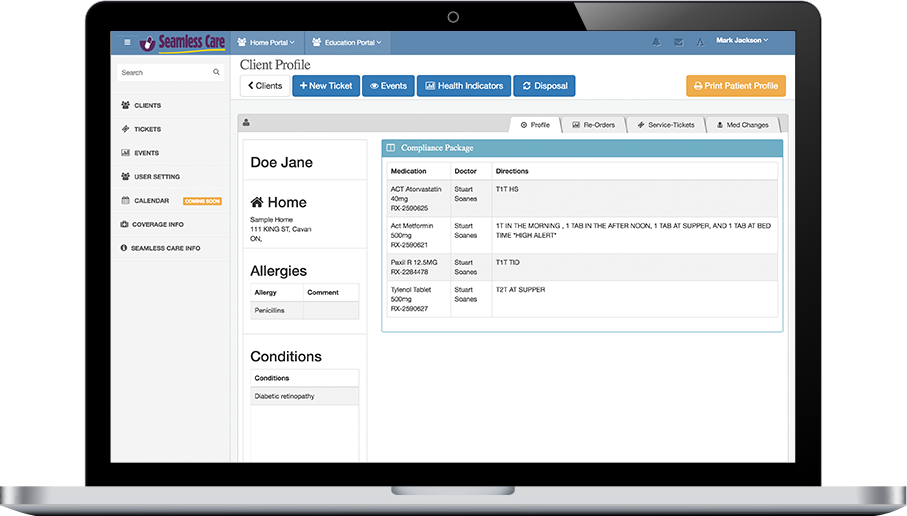 Seamless Care
Home Portal
Education Portal
Mark Jackson
Search
CLIENTS
TICKETS
EVENTS
USER SETTING
CALENDAR
COMING SOON
COVERAGE INFO
SEAMLESS CARE INFO
Client Profile
Clients
New Ticket
Events
Health Indicators
Disposal
Print Patient Profile
Profile
Re-Orders
Service-Tickets
Med Changes
Doe Jane
Home
Sample Home
111 KING ST, Cavan
ON,
Allergies
Allergy Comment
Penicillins
Conditions
Conditions
Diabetic retinopathy
Compliance Package
Medication Doctor Directions
ACT Atorvastatin Stuart T1T HS
40mg Soanes
RX-2590625
Act Metformin Stuart 1T IN THE MORNING , 1 TAB IN THE AFTER NOON, 1 TAB AT SUPPER, AND 1 TAB AT BED
500mg Soanes TIME *HIGH ALERT*
RX-2590621
Paxil R 12.5MG Stuart T1T TID
RX-2284478 Soanes
Tylenol Tablet Stuart T2T AT SUPPER
500mg Soanes
RX-2590627